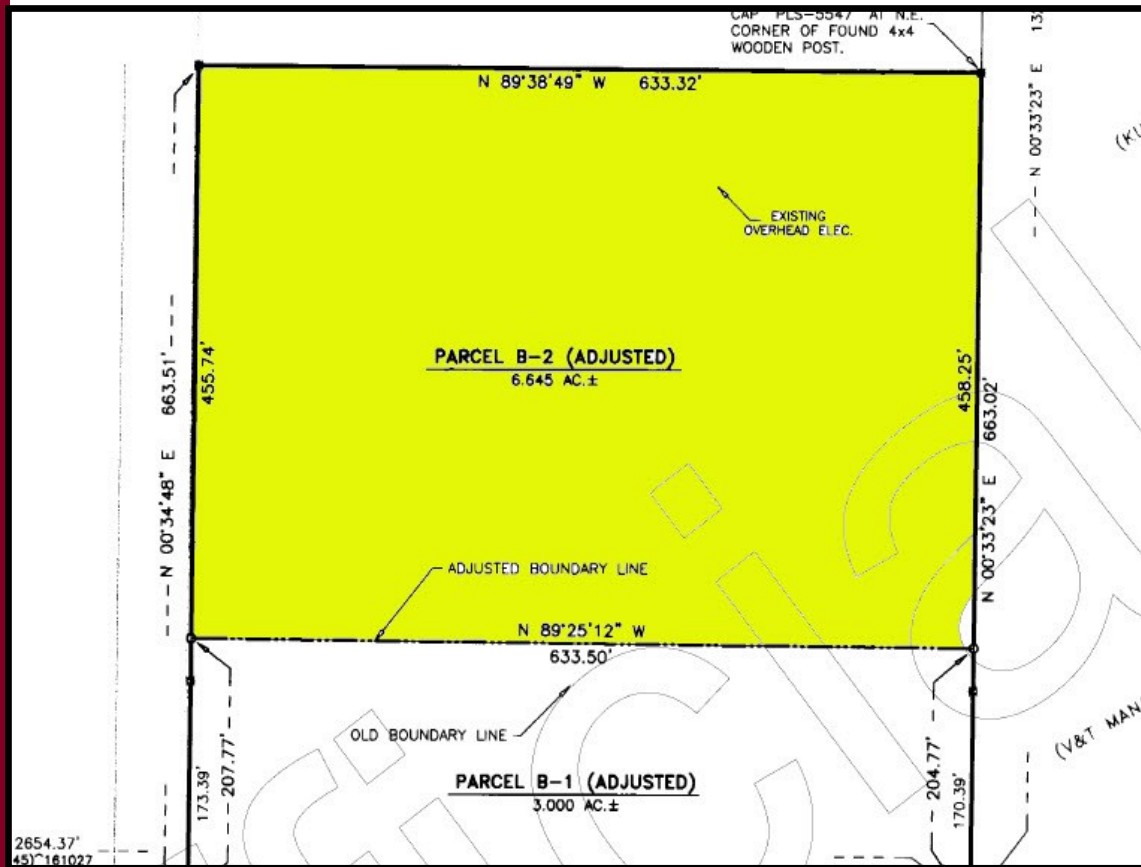 CAP PLS-5547 AT N.E.
CORNER OF FOUND 4x4
WOODEN POST.
N 89°38'49" W 633.32'
N 00°33'23" E 
EXISTING
OVERHEAD ELEC.
N 00°34'48" E 663.51'
455.74'
PARCEL B-2 (ADJUSTED)
6.645 AC.±
458.25'
663.02'
N 00°33'23" E
ADJUSTED BOUNDARY LINE
N 89°25'12" W
633.50'
OLD BOUNDARY LINE
PARCEL B-1 (ADJUSTED)
3.000 AC.±
173.39'
207.77'
204.77'
170.39'
(V&T MAN
2654.37'
45)^161027